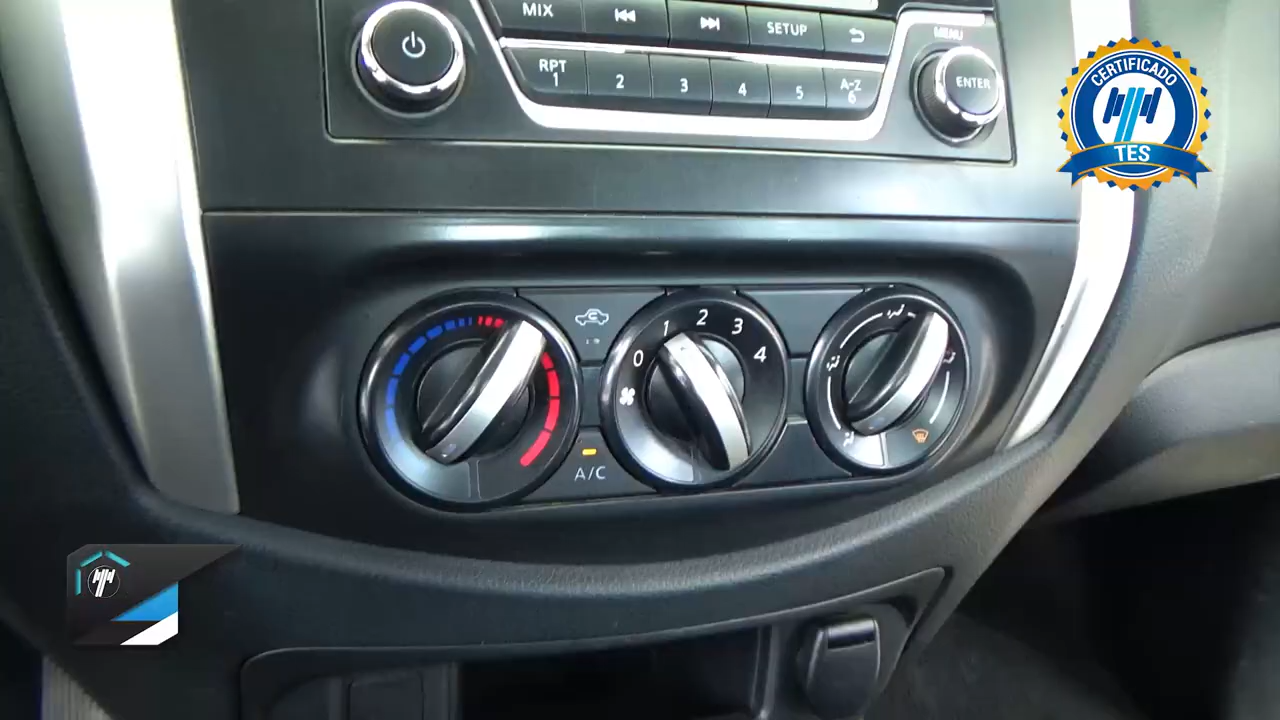 MIX
SETUP
MENU
RPT
1
2
3
4
5
A-Z
6
ENTER
CERTIFICADO
TES
0
1
2
3
4
A/C